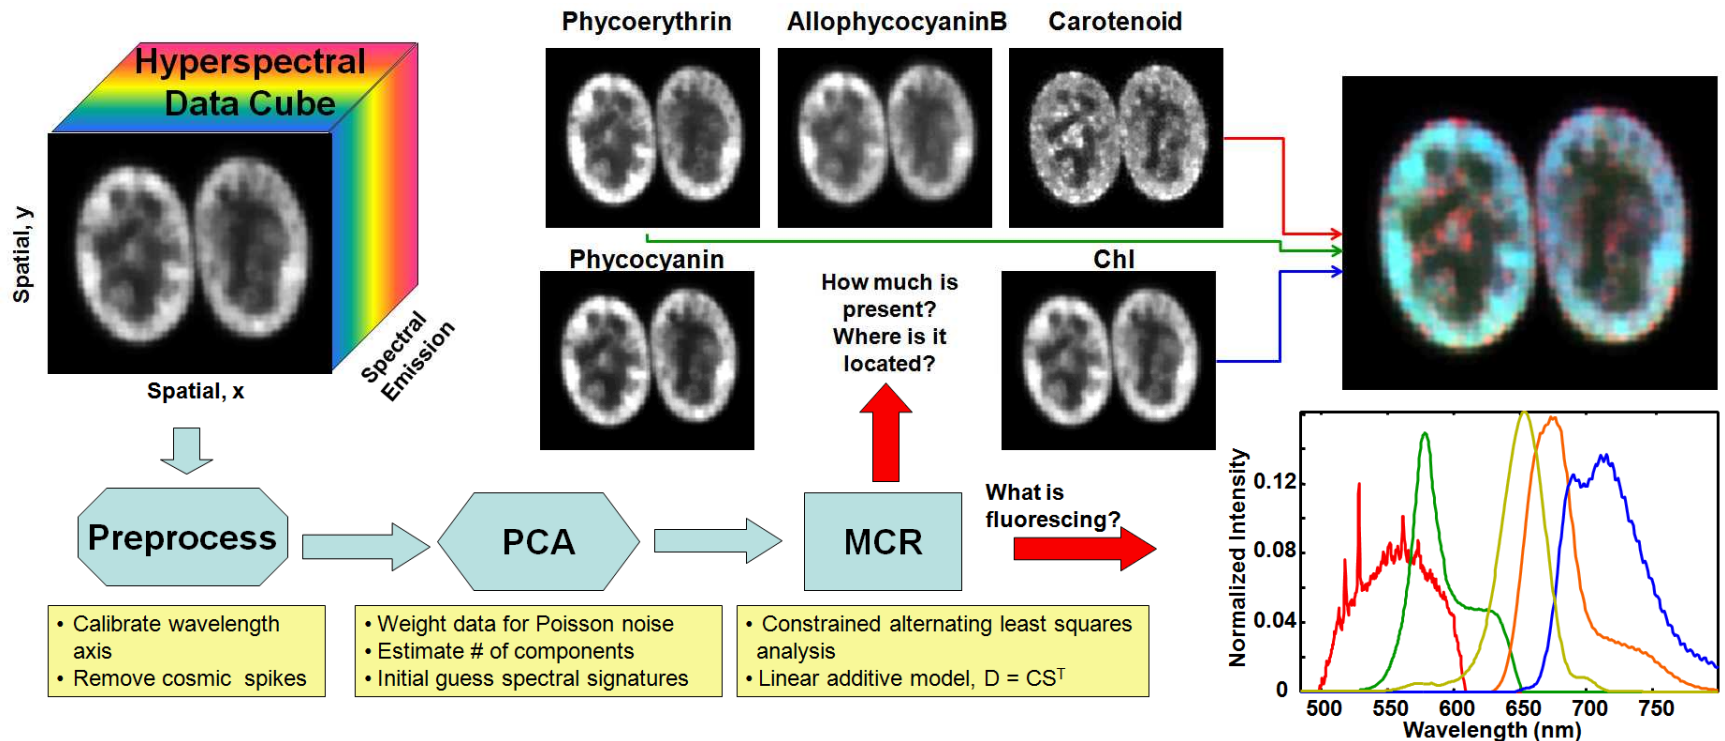 Hyperspectral
Data Cube
Spatial, y
Spatial, x
Spectral
Emission
Phycoerythrin
AllophycocyaninB
Carotenoid
Phycocyanin
Chl
How much is
present?
Where is it
located?
Preprocess
PCA
MCR
What is
fluorescing?
• Calibrate wavelength
axis
• Remove cosmic spikes
• Weight data for Poisson noise
• Estimate # of components
• Initial guess spectral signatures
• Constrained alternating least squares
analysis
• Linear additive model, D = CSᵀ
Normalized Intensity
0.12
0.08
0.04
0
500 550 600 650 700 750
Wavelength (nm)